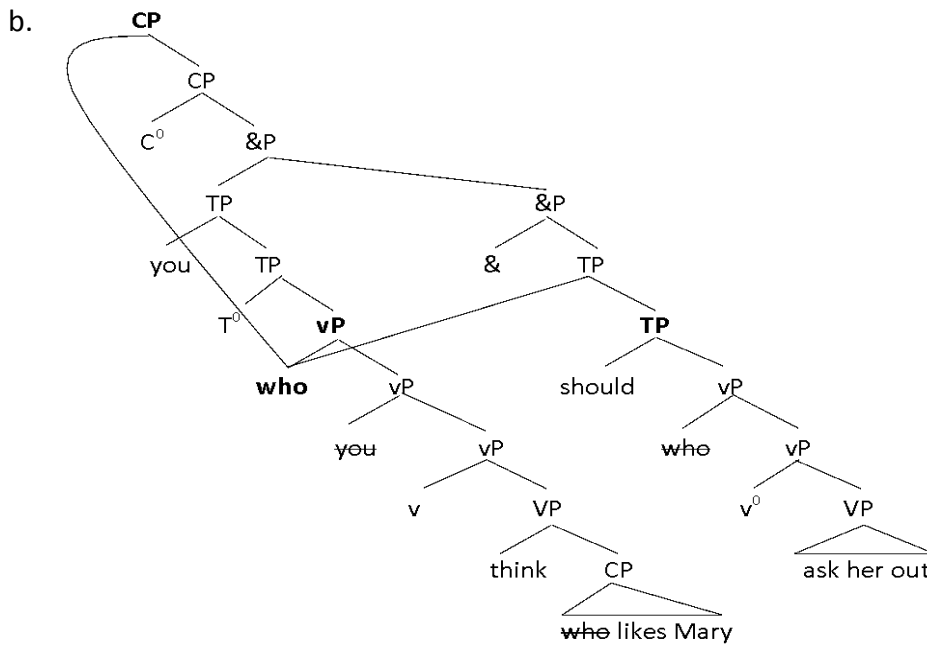 b. CP
CP
C⁰ &P
TP &P
you TP & TP
T⁰ vP TP
who vP should vP
you vP who vP
v VP v⁰ VP
think CP ask her out
who likes Mary